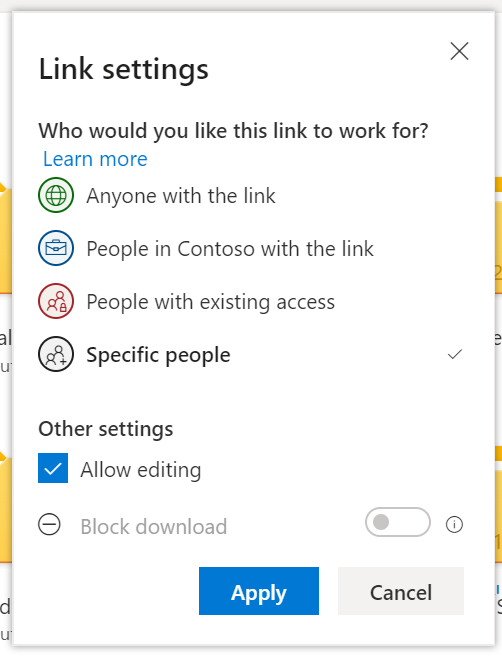 Link settings
Who would you like this link to work for?
Learn more
Anyone with the link
People in Contoso with the link
People with existing access
Specific people
Other settings
Allow editing
Block download
Apply
Cancel